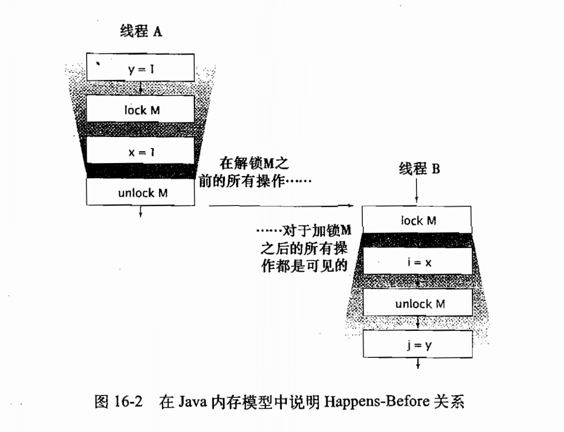 线程 A
y = 1
lock M
x = 1
unlock M
在解锁M之
前的所有操作……
线程 B
lock M
……对于加锁M
之后的所有操
作都是可见的
i = x
unlock M
j = y
图 16-2 在 Java 内存模型中说明 Happens-Before 关系